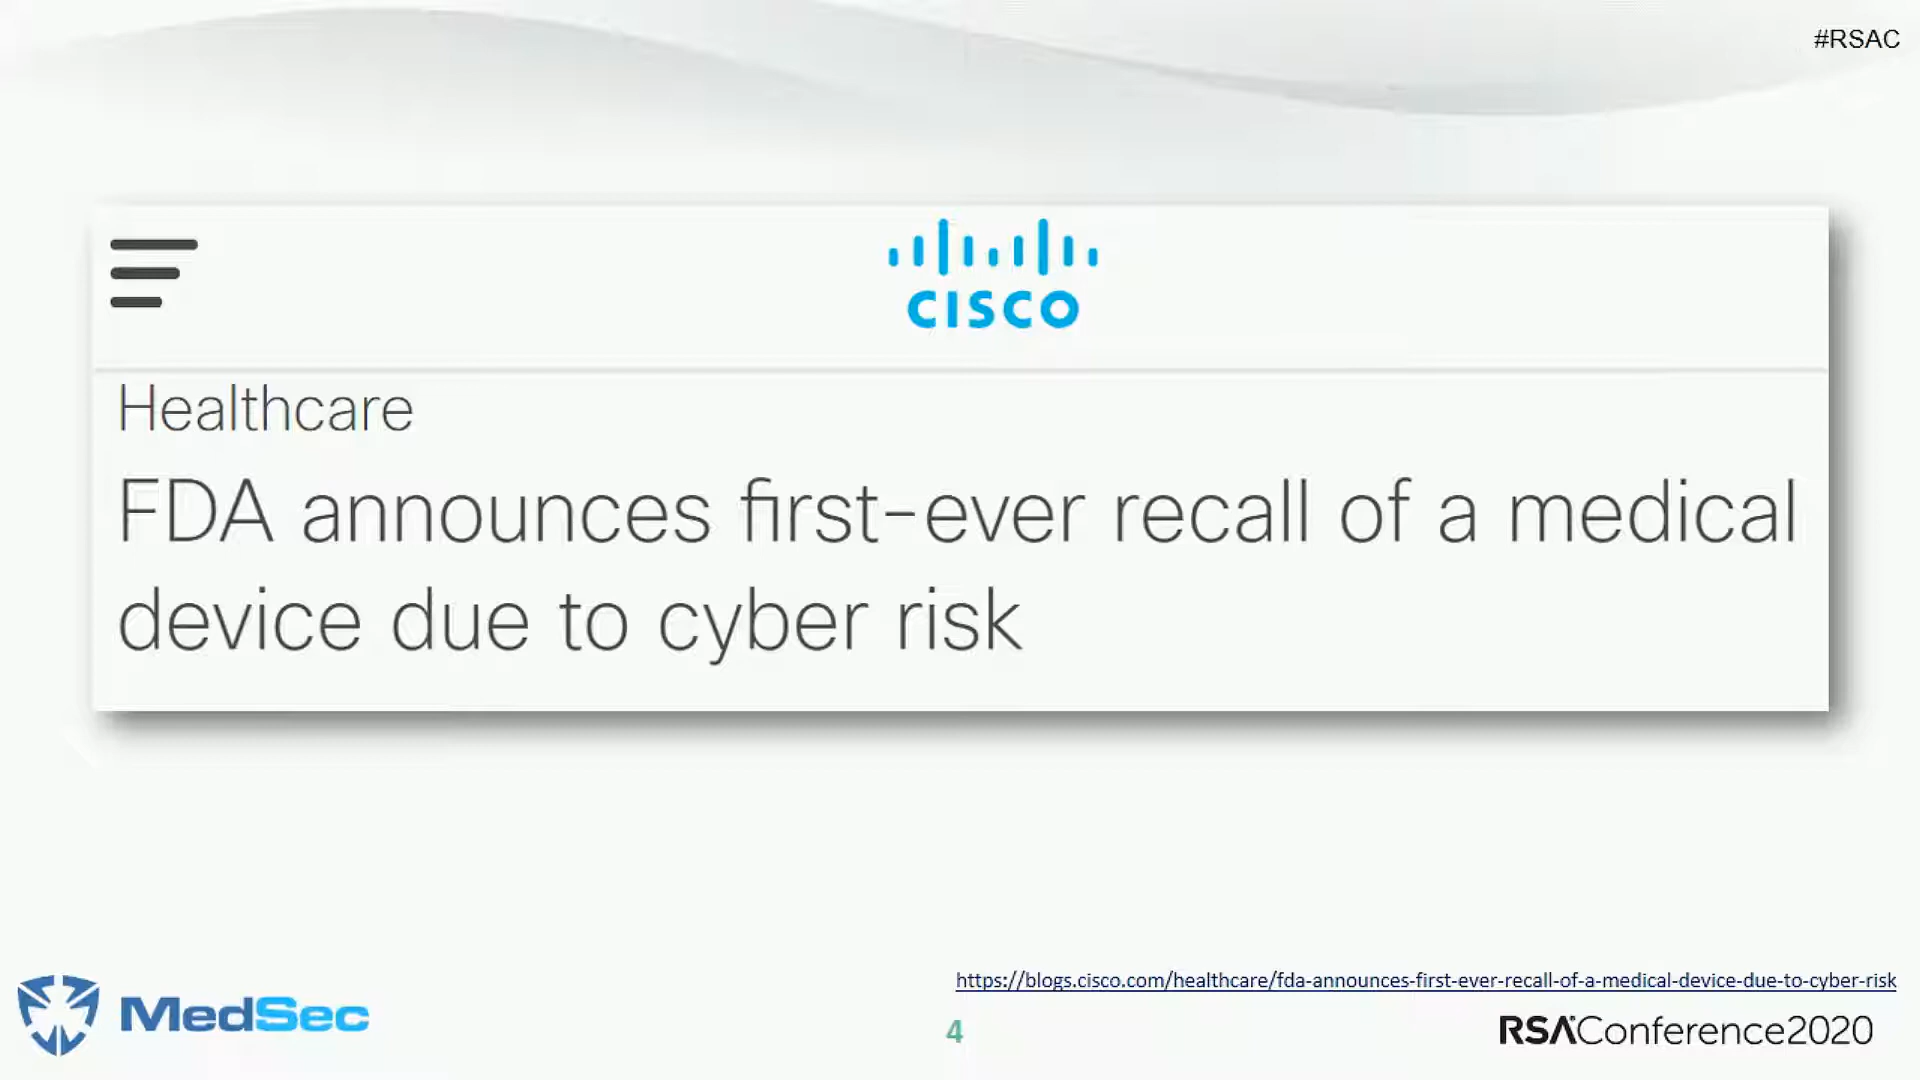 #RSAC
CISCO
Healthcare
FDA announces first-ever recall of a medical
device due to cyber risk
https://blogs.cisco.com/healthcare/fda-announces-first-ever-recall-of-a-medical-device-due-to-cyber-risk
MedSec
4
RSAConference2020